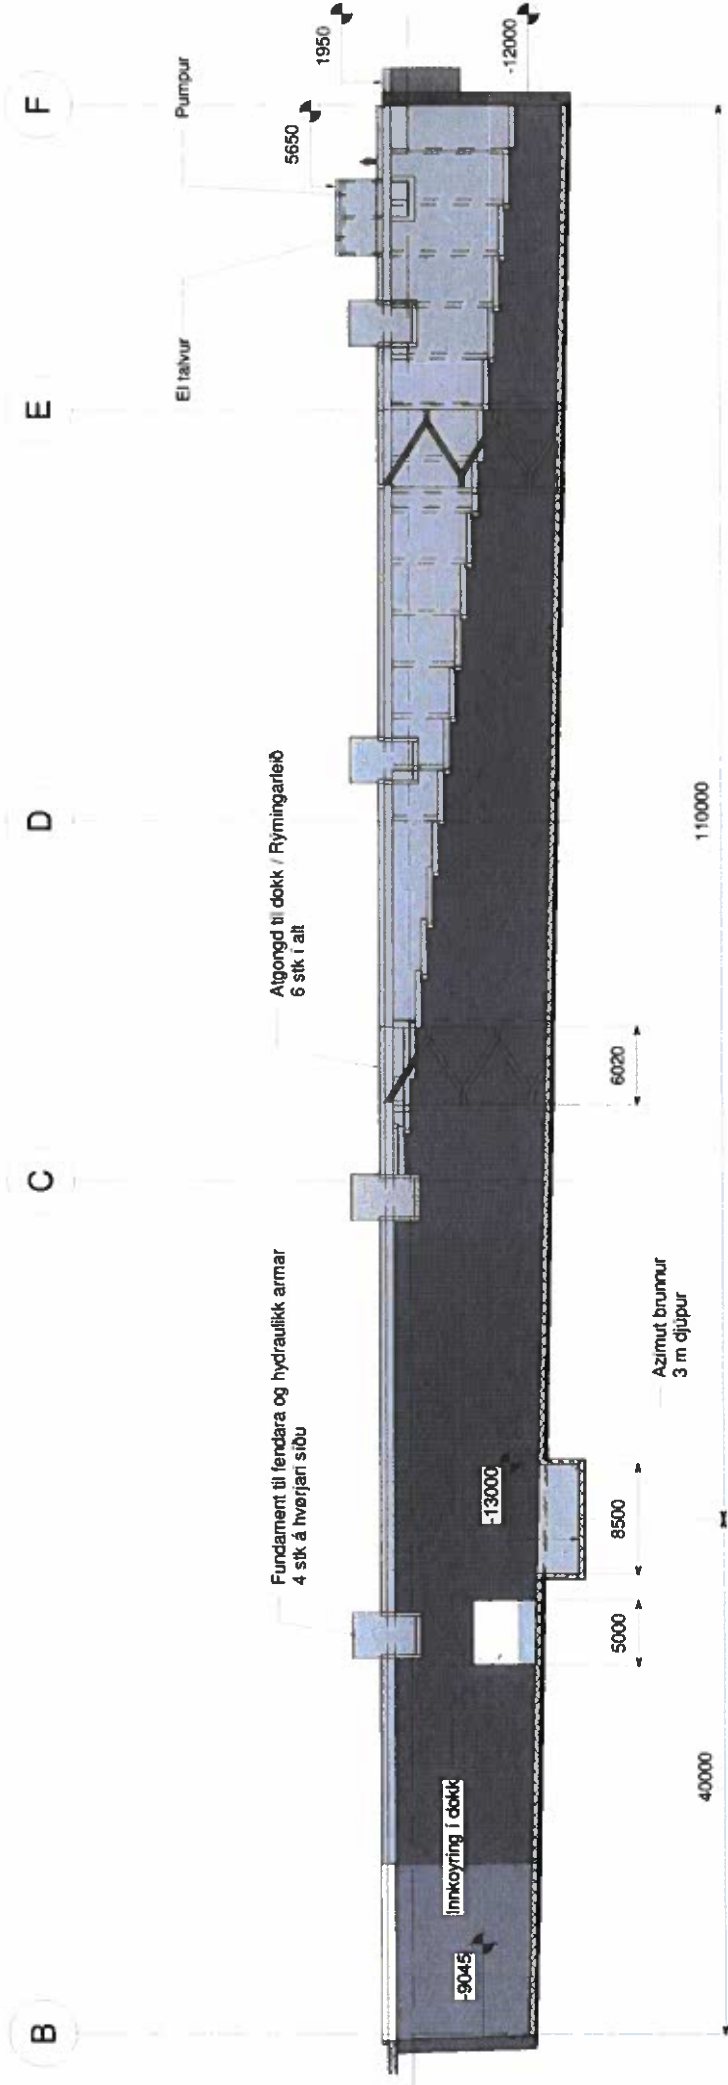 B
C
D
E
F
Fundament til fendara og hydraulikk armar
4 stk á hvørjari síðu
Atgongd til dokk / Rýmingarleið
6 stk í alt
El talvur
Pumpur
5650
1950
-12000
Innkoyring í dokk
-9045
-13000
5000
8500
Azimut brunnur
3 m djúpur
6020
40000
110000